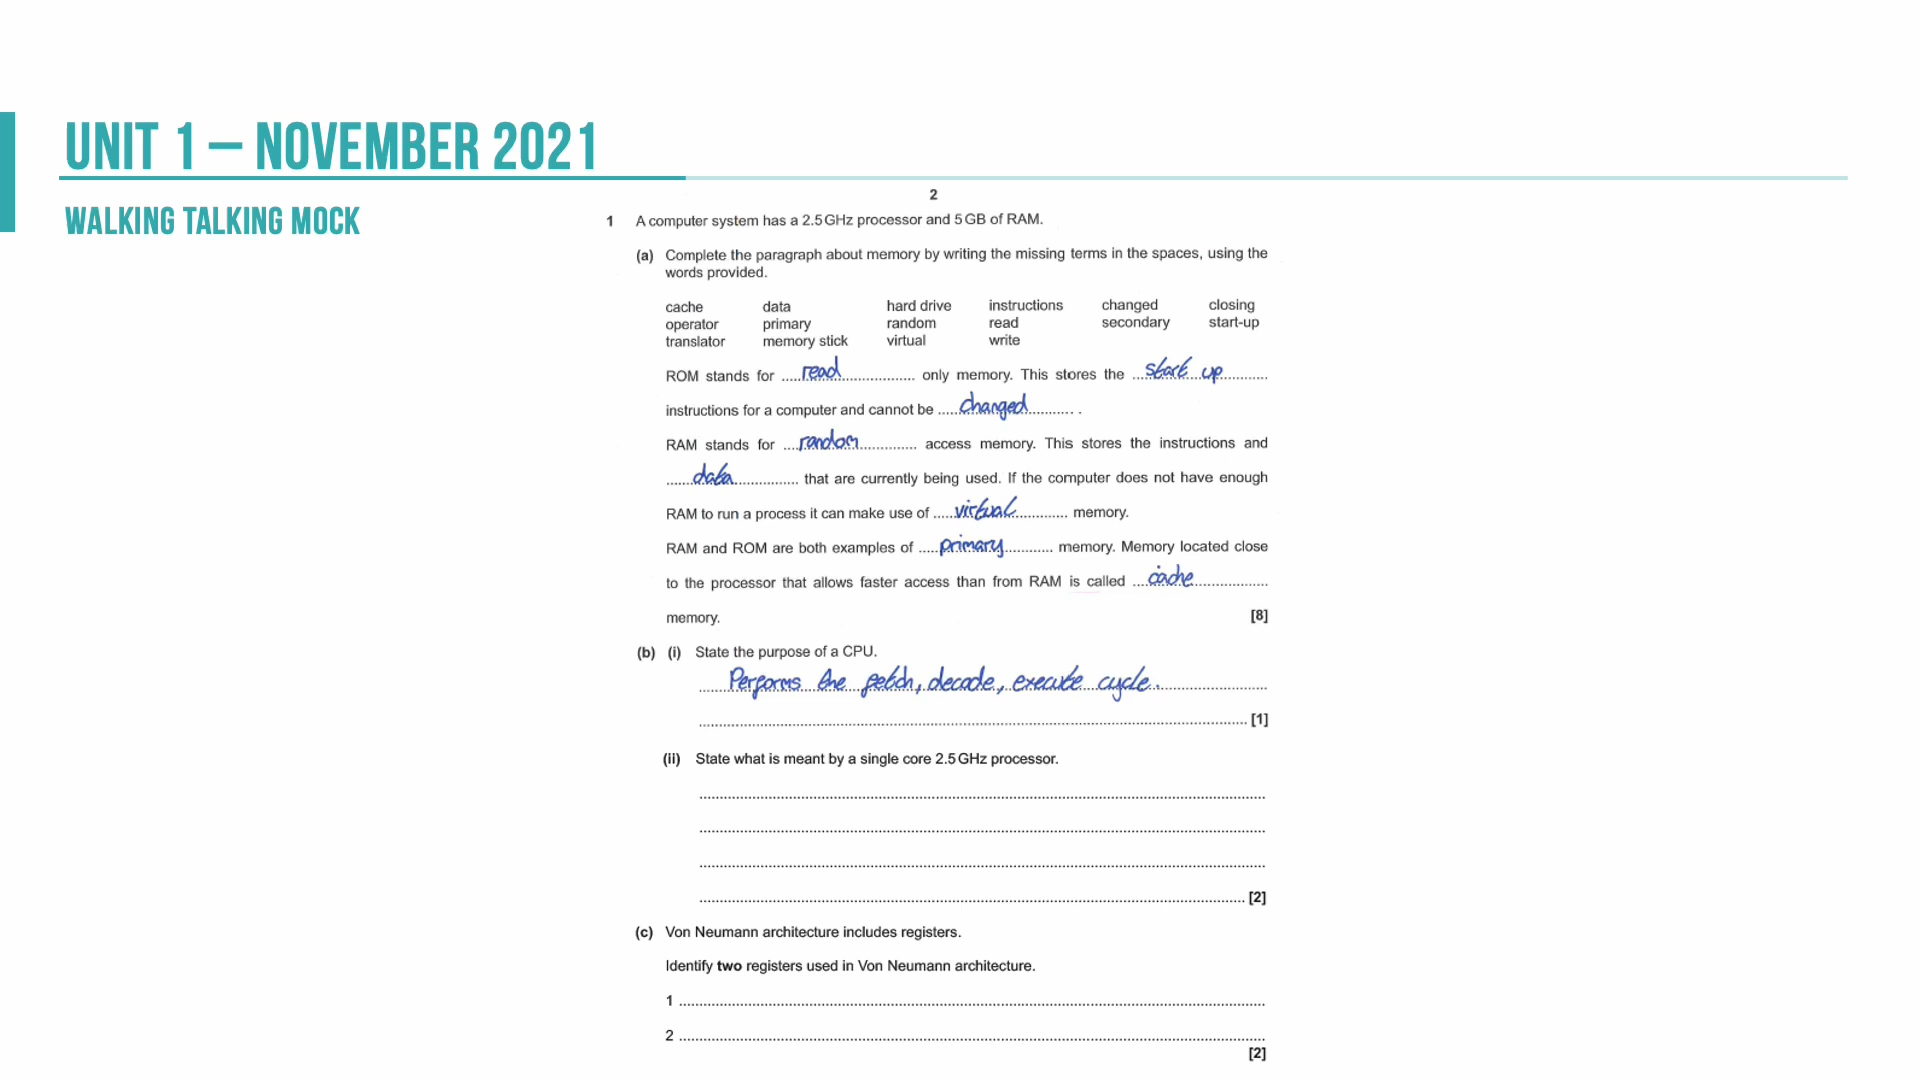 UNIT 1 – NOVEMBER 2021
WALKING TALKING MOCK
2
1 A computer system has a 2.5 GHz processor and 5 GB of RAM.
(a) Complete the paragraph about memory by writing the missing terms in the spaces, using the
words provided.
cache data hard drive instructions changed closing
operator primary random read secondary start-up
translator memory stick virtual write
ROM stands for ..... read ..... only memory. This stores the ..... start up .....
instructions for a computer and cannot be ..... changed ..... .
RAM stands for ..... random ..... access memory. This stores the instructions and
..... data ..... that are currently being used. If the computer does not have enough
RAM to run a process it can make use of ..... virtual ..... memory.
RAM and ROM are both examples of ..... primary ..... memory. Memory located close
to the processor that allows faster access than from RAM is called ..... cache .....
memory. [8]
(b) (i) State the purpose of a CPU.
Performs the fetch, decode, execute cycle.
[1]
(ii) State what is meant by a single core 2.5 GHz processor.
[2]
(c) Von Neumann architecture includes registers.
Identify two registers used in Von Neumann architecture.
1
2
[2]